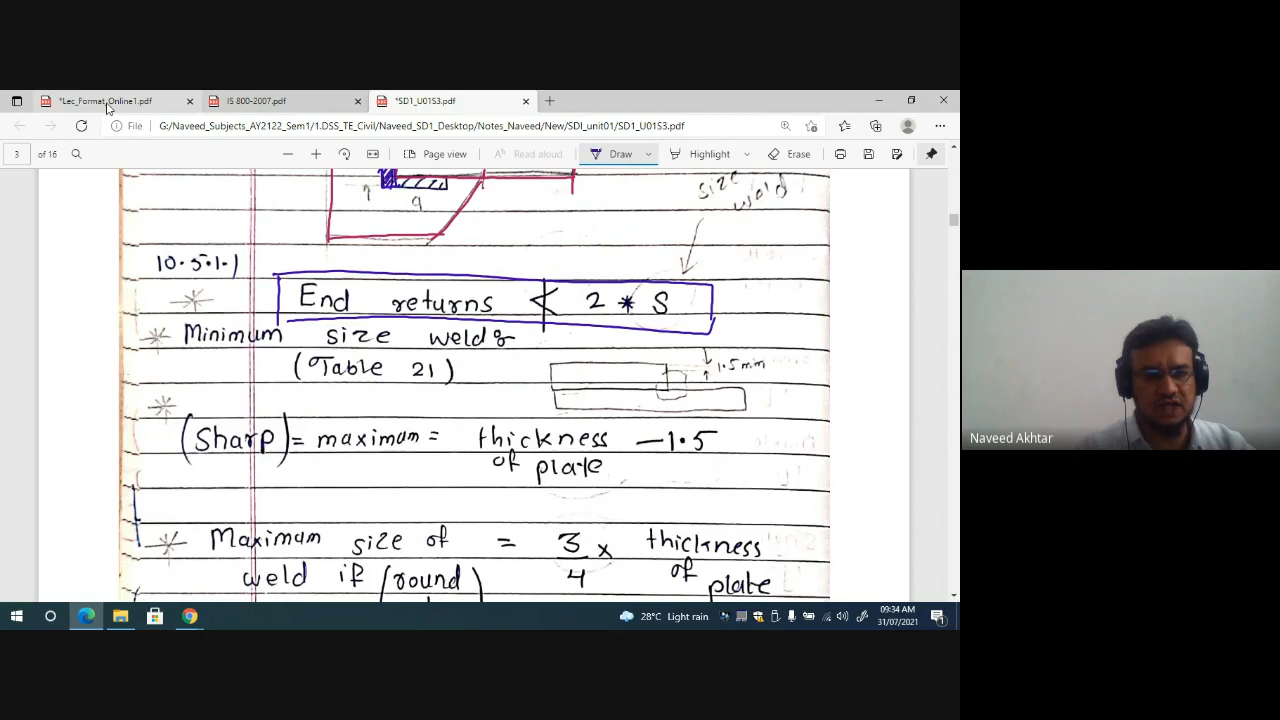 *Lec_Format_Online1.pdf
IS 800-2007.pdf
*SD1_U01S3.pdf
File
G:/Naveed_Subjects_AY2122_Sem1/1.DSS_TE_Civil/Naveed_SD1_Desktop/Notes_Naveed/New/SDI_unit01/SD1_U01S3.pdf
3 of 16
Page view
Read aloud
Draw
Highlight
Erase
9
size
weld
10.5.1.1
End returns < 2 * S
* Minimum size weld:
(Table 21)
1.5mm
(Sharp) = maximum = thickness - 1.5
of plate
* Maximum size of = 3/4 x thickness
weld if (round of plate
Naveed Akhtar
28°C Light rain
09:34 AM
31/07/2021
1